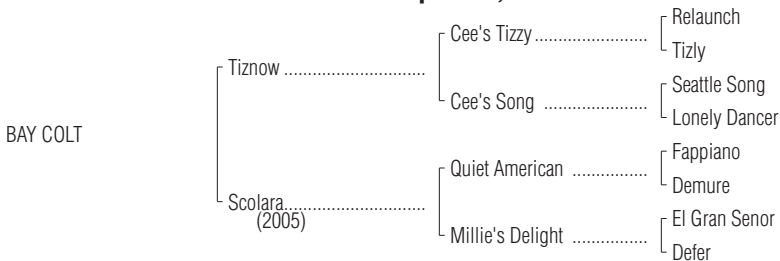 Relaunch
Cee's Tizzy ............................
Tizly
Tiznow ...................................
Seattle Song
Cee's Song .........................
Lonely Dancer
BAY COLT
Fappiano
Quiet American ..................
Demure
Scolara...................................
(2005)
El Gran Senor
Millie's Delight ..................
Defer